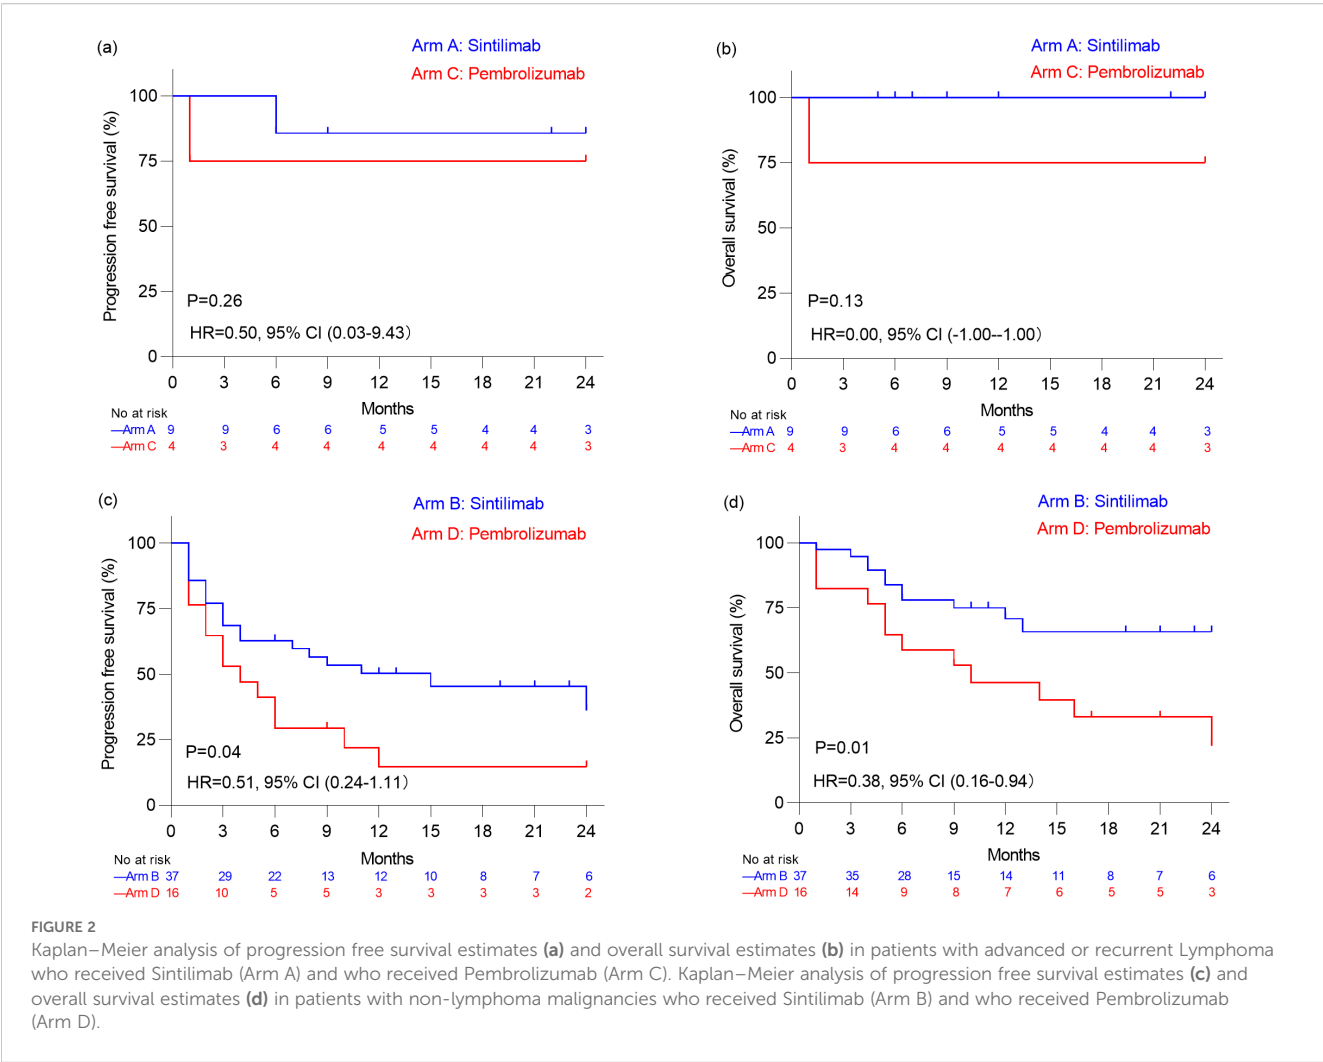 (a)
Arm A: Sintilimab
Arm C: Pembrolizumab
Progression free survival (%)
100
75
50
25
0
P=0.26
HR=0.50, 95% CI (0.03-9.43)
0 3 6 9 12 15 18 21 24
Months
No at risk
Arm A 9 9 6 6 5 5 4 4 3
Arm C 4 3 4 4 4 4 4 4 3
(b)
Arm A: Sintilimab
Arm C: Pembrolizumab
Overall survival (%)
100
75
50
25
0
P=0.13
HR=0.00, 95% CI (-1.00--1.00)
0 3 6 9 12 15 18 21 24
Months
No at risk
Arm A 9 9 6 6 5 5 4 4 3
Arm C 4 3 4 4 4 4 4 4 3
(c)
Arm B: Sintilimab
Arm D: Pembrolizumab
Progression free survival (%)
100
75
50
25
0
P=0.04
HR=0.51, 95% CI (0.24-1.11)
0 3 6 9 12 15 18 21 24
Months
No at risk
Arm B 37 29 22 13 12 10 8 7 6
Arm D 16 10 5 5 3 3 3 3 2
(d)
Arm B: Sintilimab
Arm D: Pembrolizumab
Overall survival (%)
100
75
50
25
0
P=0.01
HR=0.38, 95% CI (0.16-0.94)
0 3 6 9 12 15 18 21 24
Months
No at risk
Arm B 37 35 28 15 14 11 8 7 6
Arm D 16 14 9 8 7 6 5 5 3
FIGURE 2
Kaplan–Meier analysis of progression free survival estimates (a) and overall survival estimates (b) in patients with advanced or recurrent Lymphoma
who received Sintilimab (Arm A) and who received Pembrolizumab (Arm C). Kaplan–Meier analysis of progression free survival estimates (c) and
overall survival estimates (d) in patients with non-lymphoma malignancies who received Sintilimab (Arm B) and who received Pembrolizumab
(Arm D).